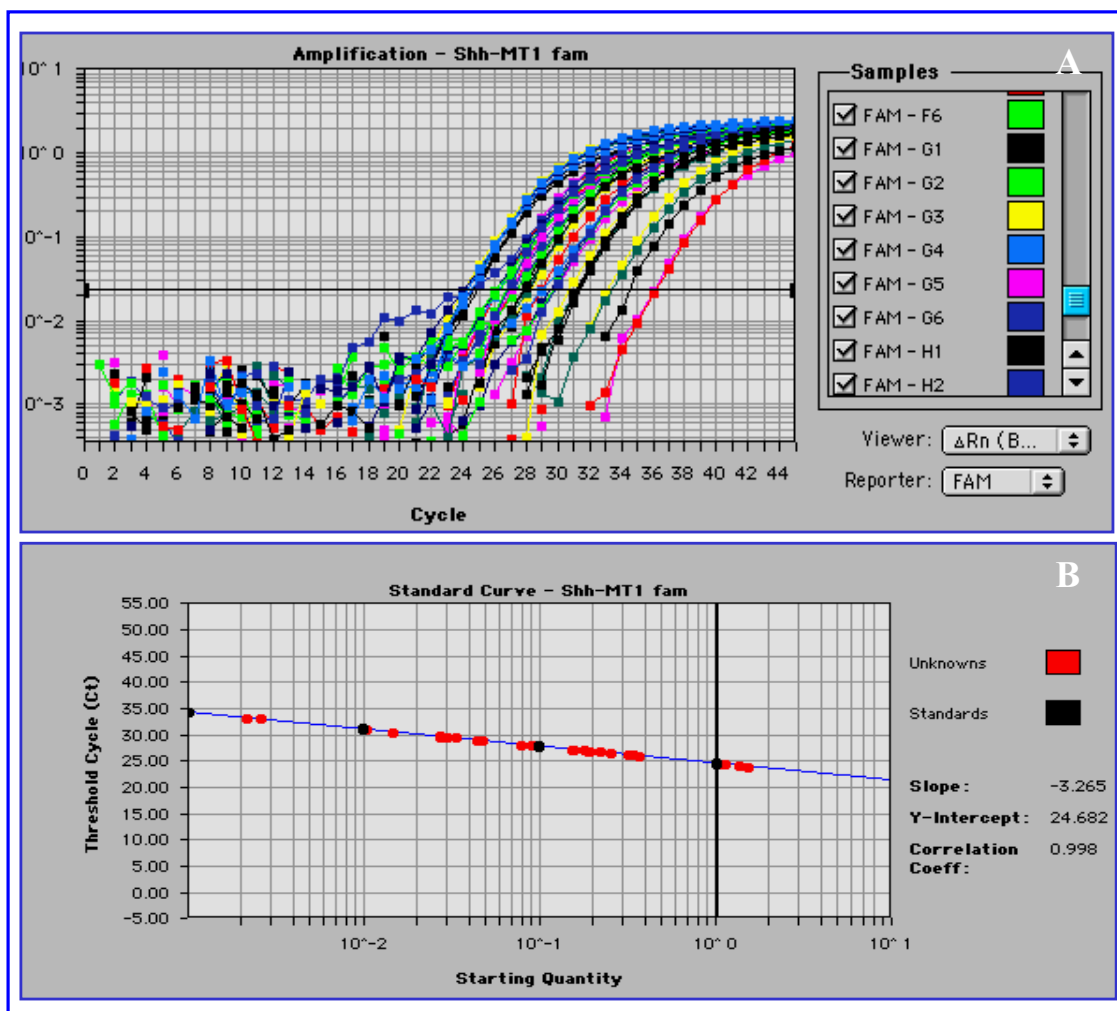 Amplification - Shh-MT1 fam
A
10^ 1
10^ 0
10^-1
10^-2
10^-3
0 2 4 6 8 10 12 14 16 18 20 22 24 26 28 30 32 34 36 38 40 42 44
Cycle
Samples
FAM - F6
FAM - G1
FAM - G2
FAM - G3
FAM - G4
FAM - G5
FAM - G6
FAM - H1
FAM - H2
Viewer: ΔRn (B...
Reporter: FAM
B
Standard Curve - Shh-MT1 fam
Threshold Cycle (Ct)
55.00
50.00
45.00
40.00
35.00
30.00
25.00
20.00
15.00
10.00
5.00
0.00
-5.00
10^-2 10^-1 10^ 0 10^ 1
Starting Quantity
Unknowns
Standards
Slope: -3.265
Y-Intercept: 24.682
Correlation 0.998
Coeff: